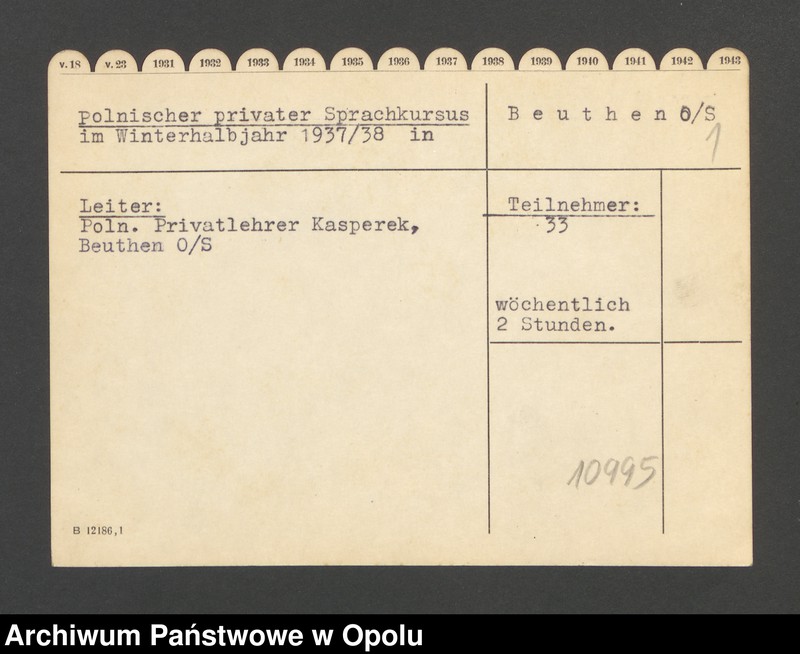 v. 18 v. 23 1931 1932 1933 1934 1935 1936 1937 1938 1939 1940 1941 1942 1943
polnischer privater Sprachkursus
im Winterhalbjahr 1937/38 in
Beuthen O/S
1
Leiter:
Poln. Privatlehrer Kasperek,
Beuthen O/S
Teilnehmer:
33
wöchentlich
2 Stunden.
10995
B 12186,1
Archiwum Państwowe w Opolu